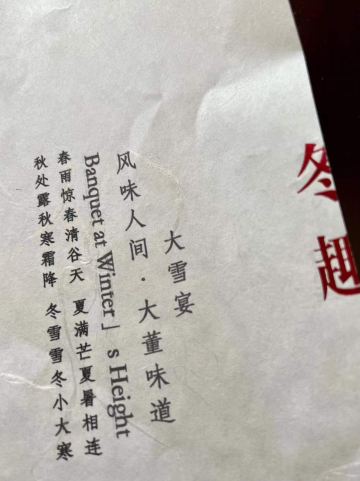 冬
趣
大雪宴
风味人间·大董味道
Banquet at Winter」s Height
春雨惊春清谷天 夏满芒夏暑相连
秋处露秋寒霜降 冬雪雪冬小大寒